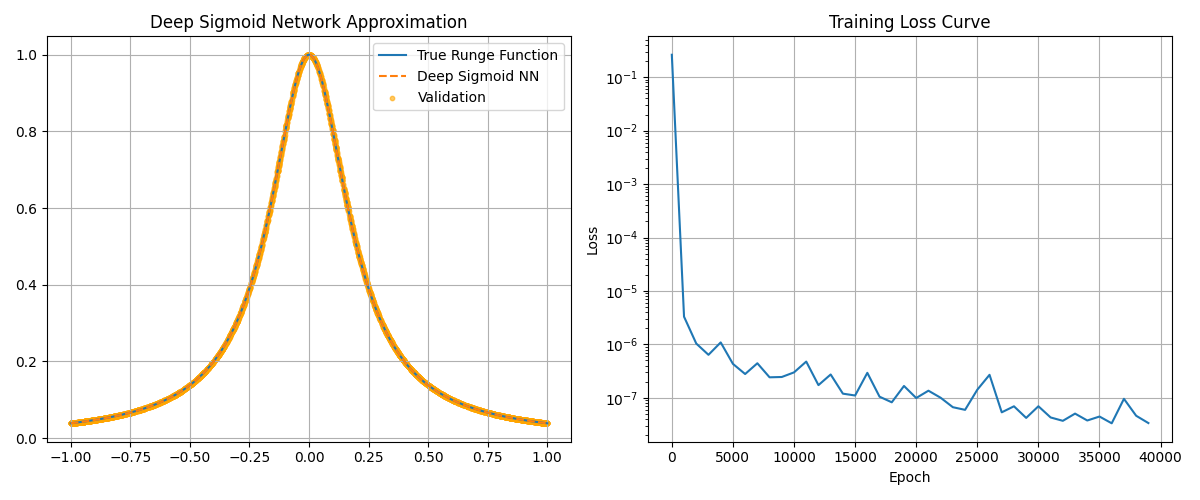 Deep Sigmoid Network Approximation
True Runge Function
Deep Sigmoid NN
Validation
1.0
0.8
0.6
0.4
0.2
0.0
−1.00 −0.75 −0.50 −0.25 0.00 0.25 0.50 0.75 1.00
Training Loss Curve
Loss
10⁻¹
10⁻²
10⁻³
10⁻⁴
10⁻⁵
10⁻⁶
10⁻⁷
0 5000 10000 15000 20000 25000 30000 35000 40000
Epoch